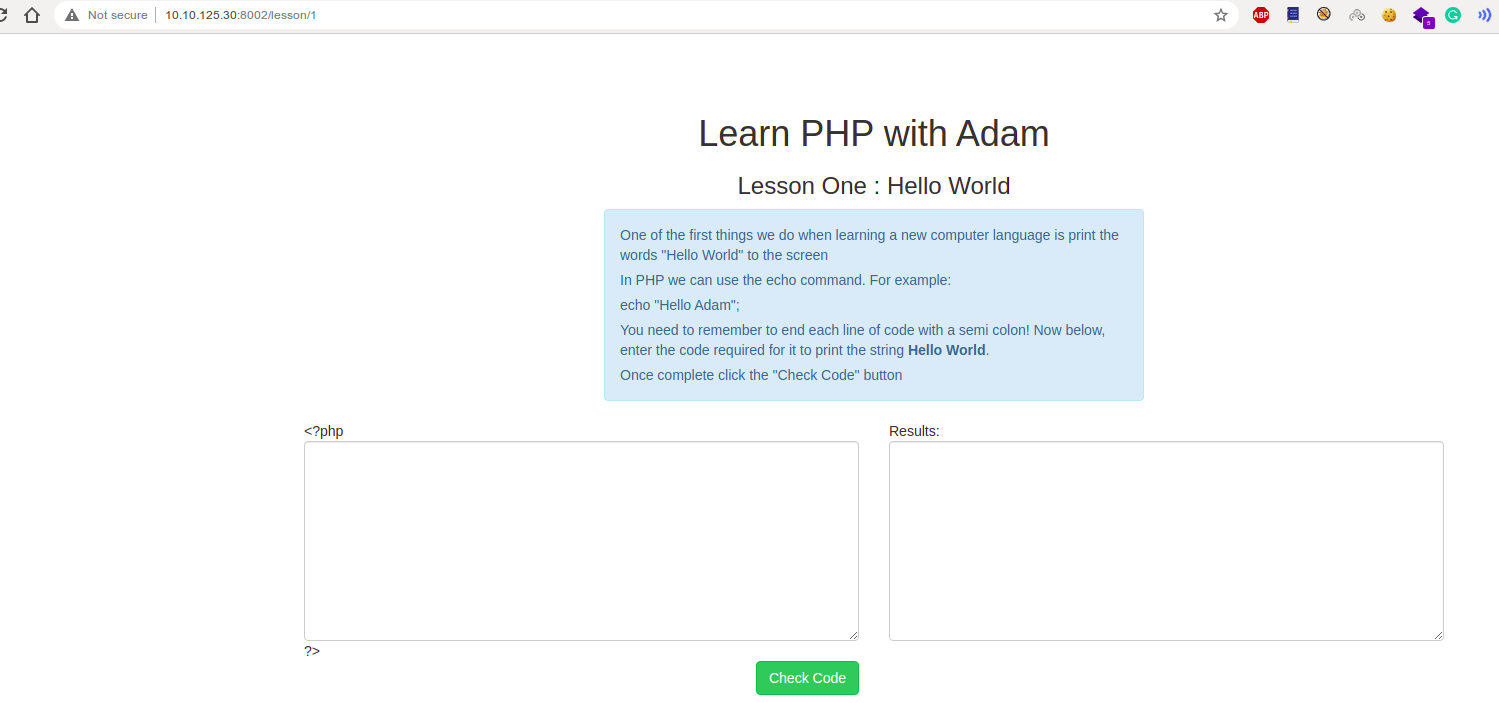 Not secure
10.10.125.30:8002/lesson/1
ABP
5
Learn PHP with Adam
Lesson One : Hello World
One of the first things we do when learning a new computer language is print the
words "Hello World" to the screen
In PHP we can use the echo command. For example:
echo "Hello Adam";
You need to remember to end each line of code with a semi colon! Now below,
enter the code required for it to print the string Hello World.
Once complete click the "Check Code" button
<?php
Results:
?>
Check Code